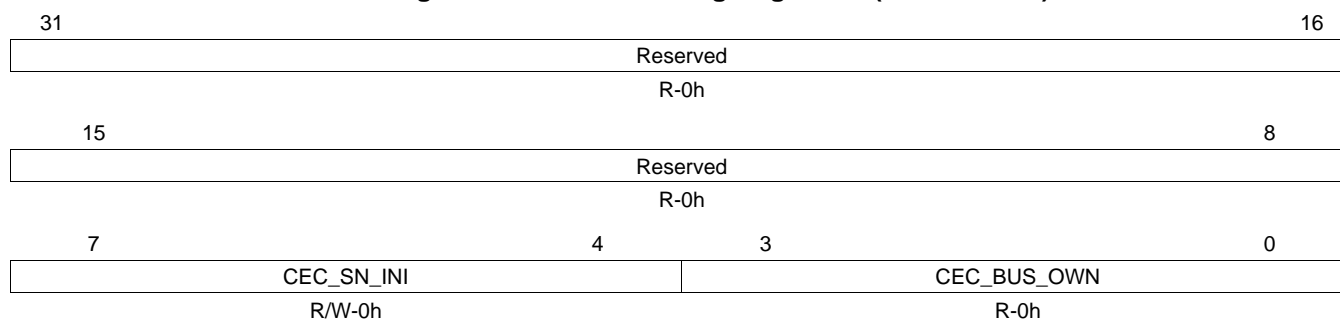 31 16
Reserved
R-0h
15 8
Reserved
R-0h
7 4 3 0
CEC_SN_INI CEC_BUS_OWN
R/W-0h R-0h